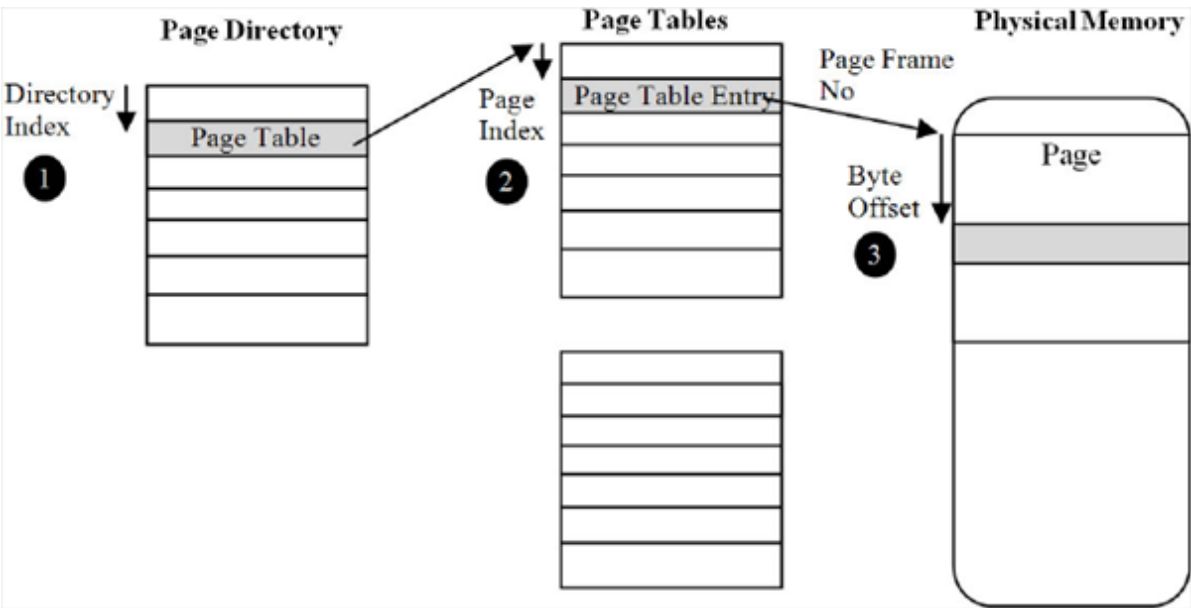 Page Directory
Page Tables
Physical Memory
Directory
Index
1
Page Table
Page
Index
2
Page Table Entry
Page Frame
No
Byte
Offset
3
Page